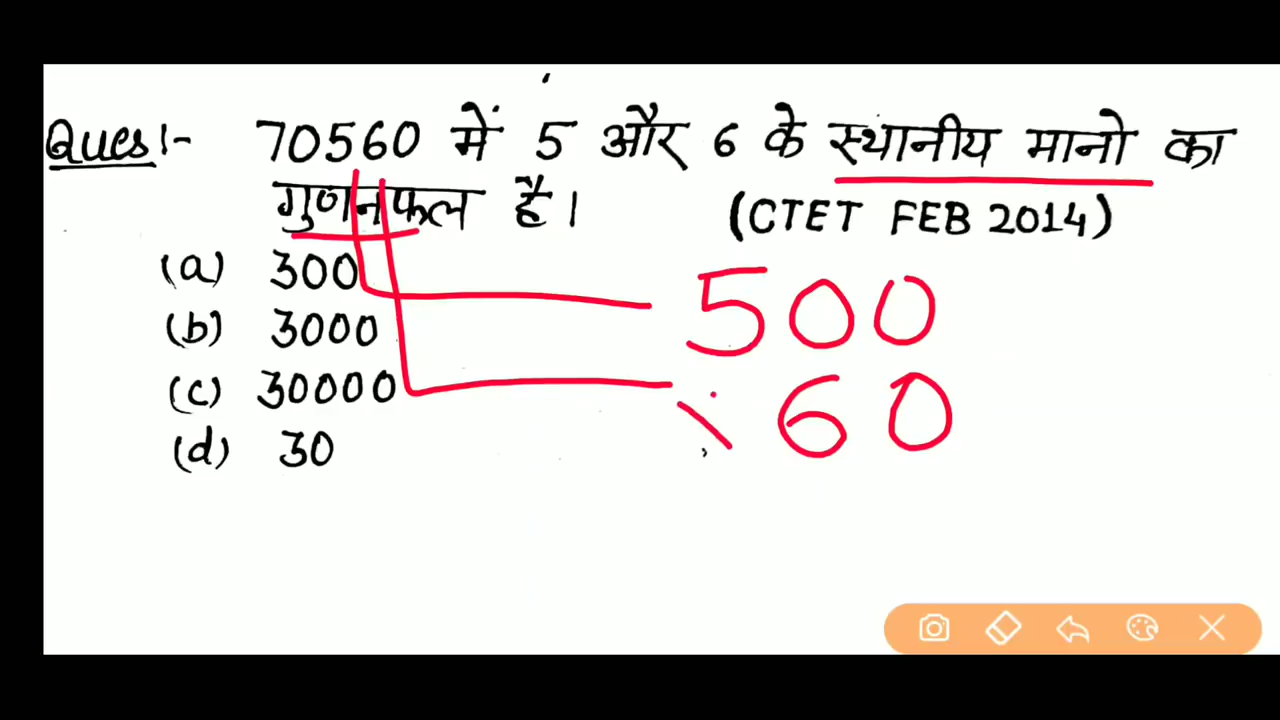 Ques:- 70560 में 5 और 6 के स्थानीय मानो का
गुणनफल है।
(CTET FEB 2014)
(a) 300
(b) 3000
(c) 30000
(d) 30
500
60